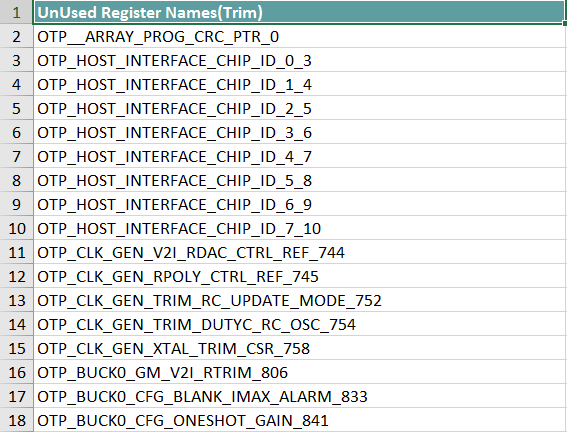 1 UnUsed Register Names(Trim)
2 OTP__ARRAY_PROG_CRC_PTR_0
3 OTP_HOST_INTERFACE_CHIP_ID_0_3
4 OTP_HOST_INTERFACE_CHIP_ID_1_4
5 OTP_HOST_INTERFACE_CHIP_ID_2_5
6 OTP_HOST_INTERFACE_CHIP_ID_3_6
7 OTP_HOST_INTERFACE_CHIP_ID_4_7
8 OTP_HOST_INTERFACE_CHIP_ID_5_8
9 OTP_HOST_INTERFACE_CHIP_ID_6_9
10 OTP_HOST_INTERFACE_CHIP_ID_7_10
11 OTP_CLK_GEN_V2I_RDAC_CTRL_REF_744
12 OTP_CLK_GEN_RPOLY_CTRL_REF_745
13 OTP_CLK_GEN_TRIM_RC_UPDATE_MODE_752
14 OTP_CLK_GEN_TRIM_DUTYC_RC_OSC_754
15 OTP_CLK_GEN_XTAL_TRIM_CSR_758
16 OTP_BUCK0_GM_V2I_RTRIM_806
17 OTP_BUCK0_CFG_BLANK_IMAX_ALARM_833
18 OTP_BUCK0_CFG_ONESHOT_GAIN_841